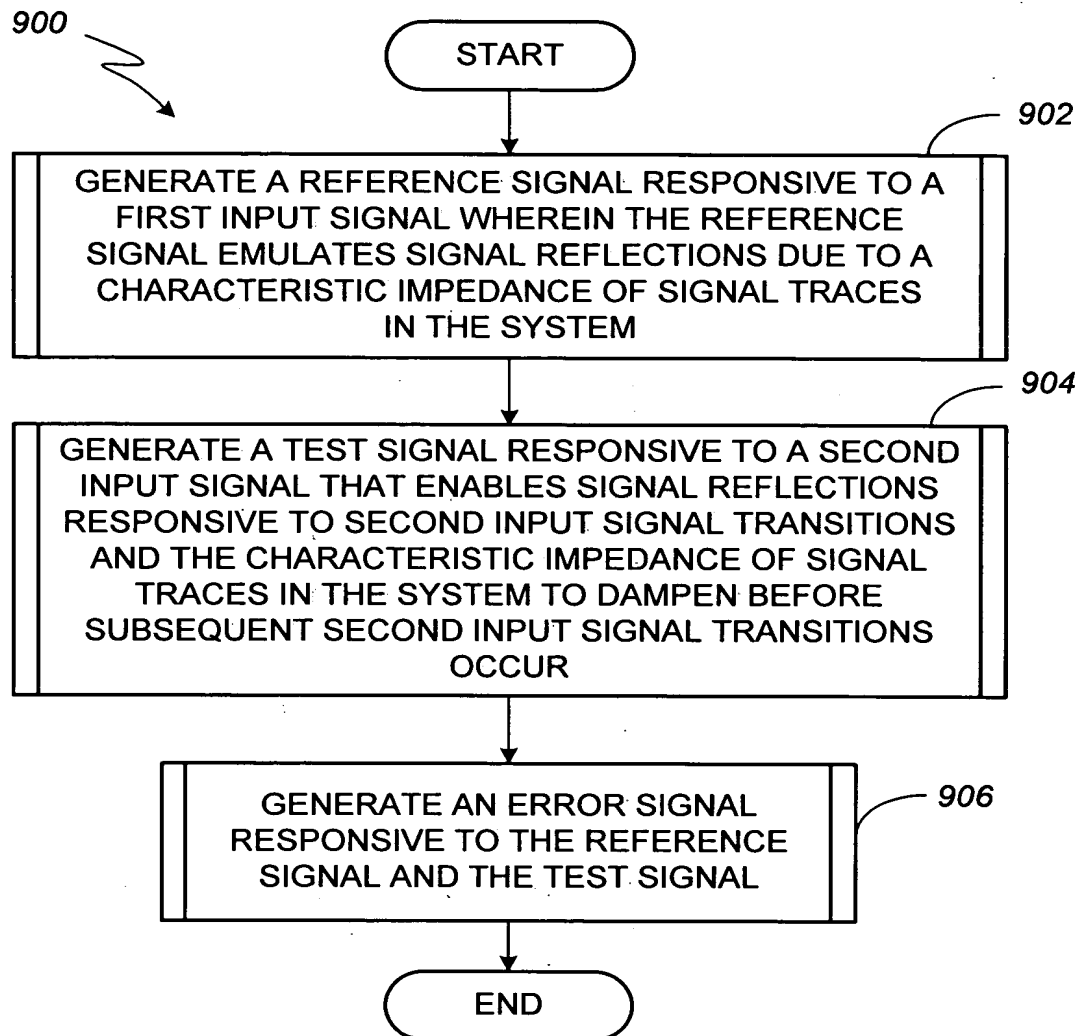 900
START
902
GENERATE A REFERENCE SIGNAL RESPONSIVE TO A
FIRST INPUT SIGNAL WHEREIN THE REFERENCE
SIGNAL EMULATES SIGNAL REFLECTIONS DUE TO A
CHARACTERISTIC IMPEDANCE OF SIGNAL TRACES
IN THE SYSTEM
904
GENERATE A TEST SIGNAL RESPONSIVE TO A SECOND
INPUT SIGNAL THAT ENABLES SIGNAL REFLECTIONS
RESPONSIVE TO SECOND INPUT SIGNAL TRANSITIONS
AND THE CHARACTERISTIC IMPEDANCE OF SIGNAL
TRACES IN THE SYSTEM TO DAMPEN BEFORE
SUBSEQUENT SECOND INPUT SIGNAL TRANSITIONS
OCCUR
906
GENERATE AN ERROR SIGNAL
RESPONSIVE TO THE REFERENCE
SIGNAL AND THE TEST SIGNAL
END